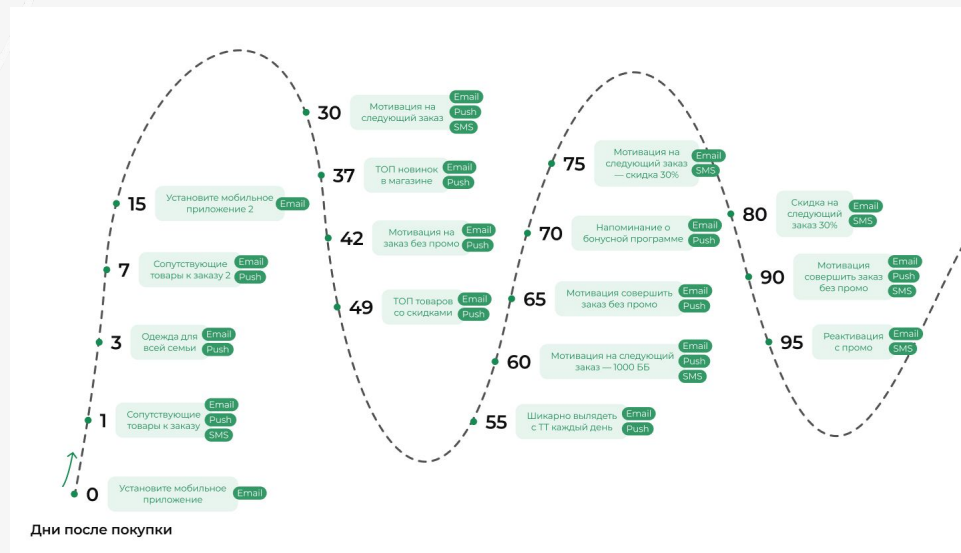 30
Мотивация на
следующий заказ
Email
Push
SMS
37
ТОП новинок
в магазине
Email
Push
15
Установите мобильное
приложение 2
Email
42
Мотивация на
заказ без промо
Email
Push
7
Сопутствующие
товары к заказу 2
Email
Push
49
ТОП товаров
со скидками
Email
Push
3
Одежда для
всей семьи
Email
Push
1
Сопутствующие
товары к заказу
Email
Push
SMS
0
Установите мобильное
приложение
Email
75
Мотивация на
следующий заказ
— скидка 30%
Email
SMS
70
Напоминание о
бонусной программе
Email
Push
65
Мотивация совершить
заказ без промо
Email
Push
60
Мотивация на следующий
заказ — 1000 ББ
Email
Push
SMS
55
Шикарно вылядеть
с ТТ каждый день
Email
Push
80
Скидка на
следующий
заказ 30%
Email
SMS
90
Мотивация
совершить заказ
без промо
Email
Push
SMS
95
Реактивация
с промо
Email
SMS
Дни после покупки